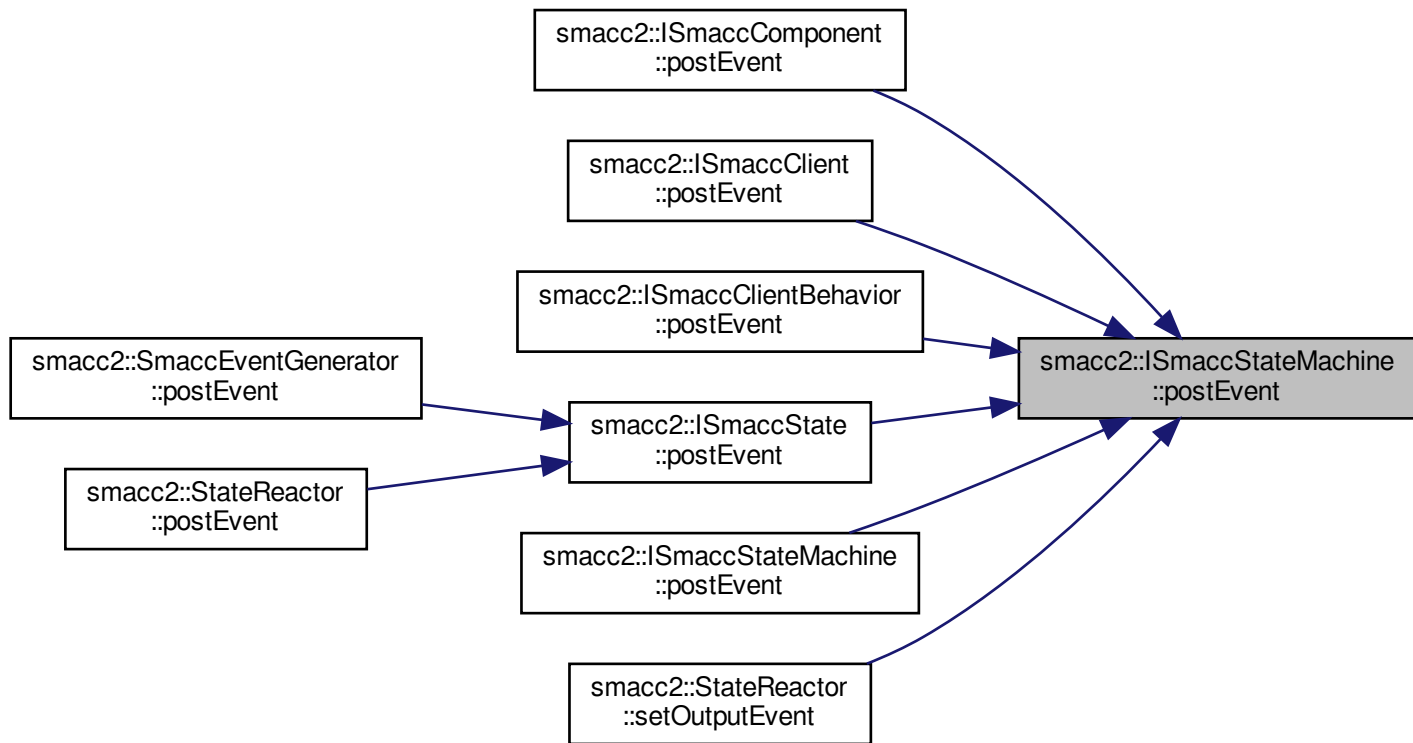 smacc2::ISmaccComponent
::postEvent
smacc2::ISmaccClient
::postEvent
smacc2::ISmaccClientBehavior
::postEvent
smacc2::SmaccEventGenerator
::postEvent
smacc2::ISmaccStateMachine
::postEvent
smacc2::ISmaccState
::postEvent
smacc2::StateReactor
::postEvent
smacc2::ISmaccStateMachine
::postEvent
smacc2::StateReactor
::setOutputEvent